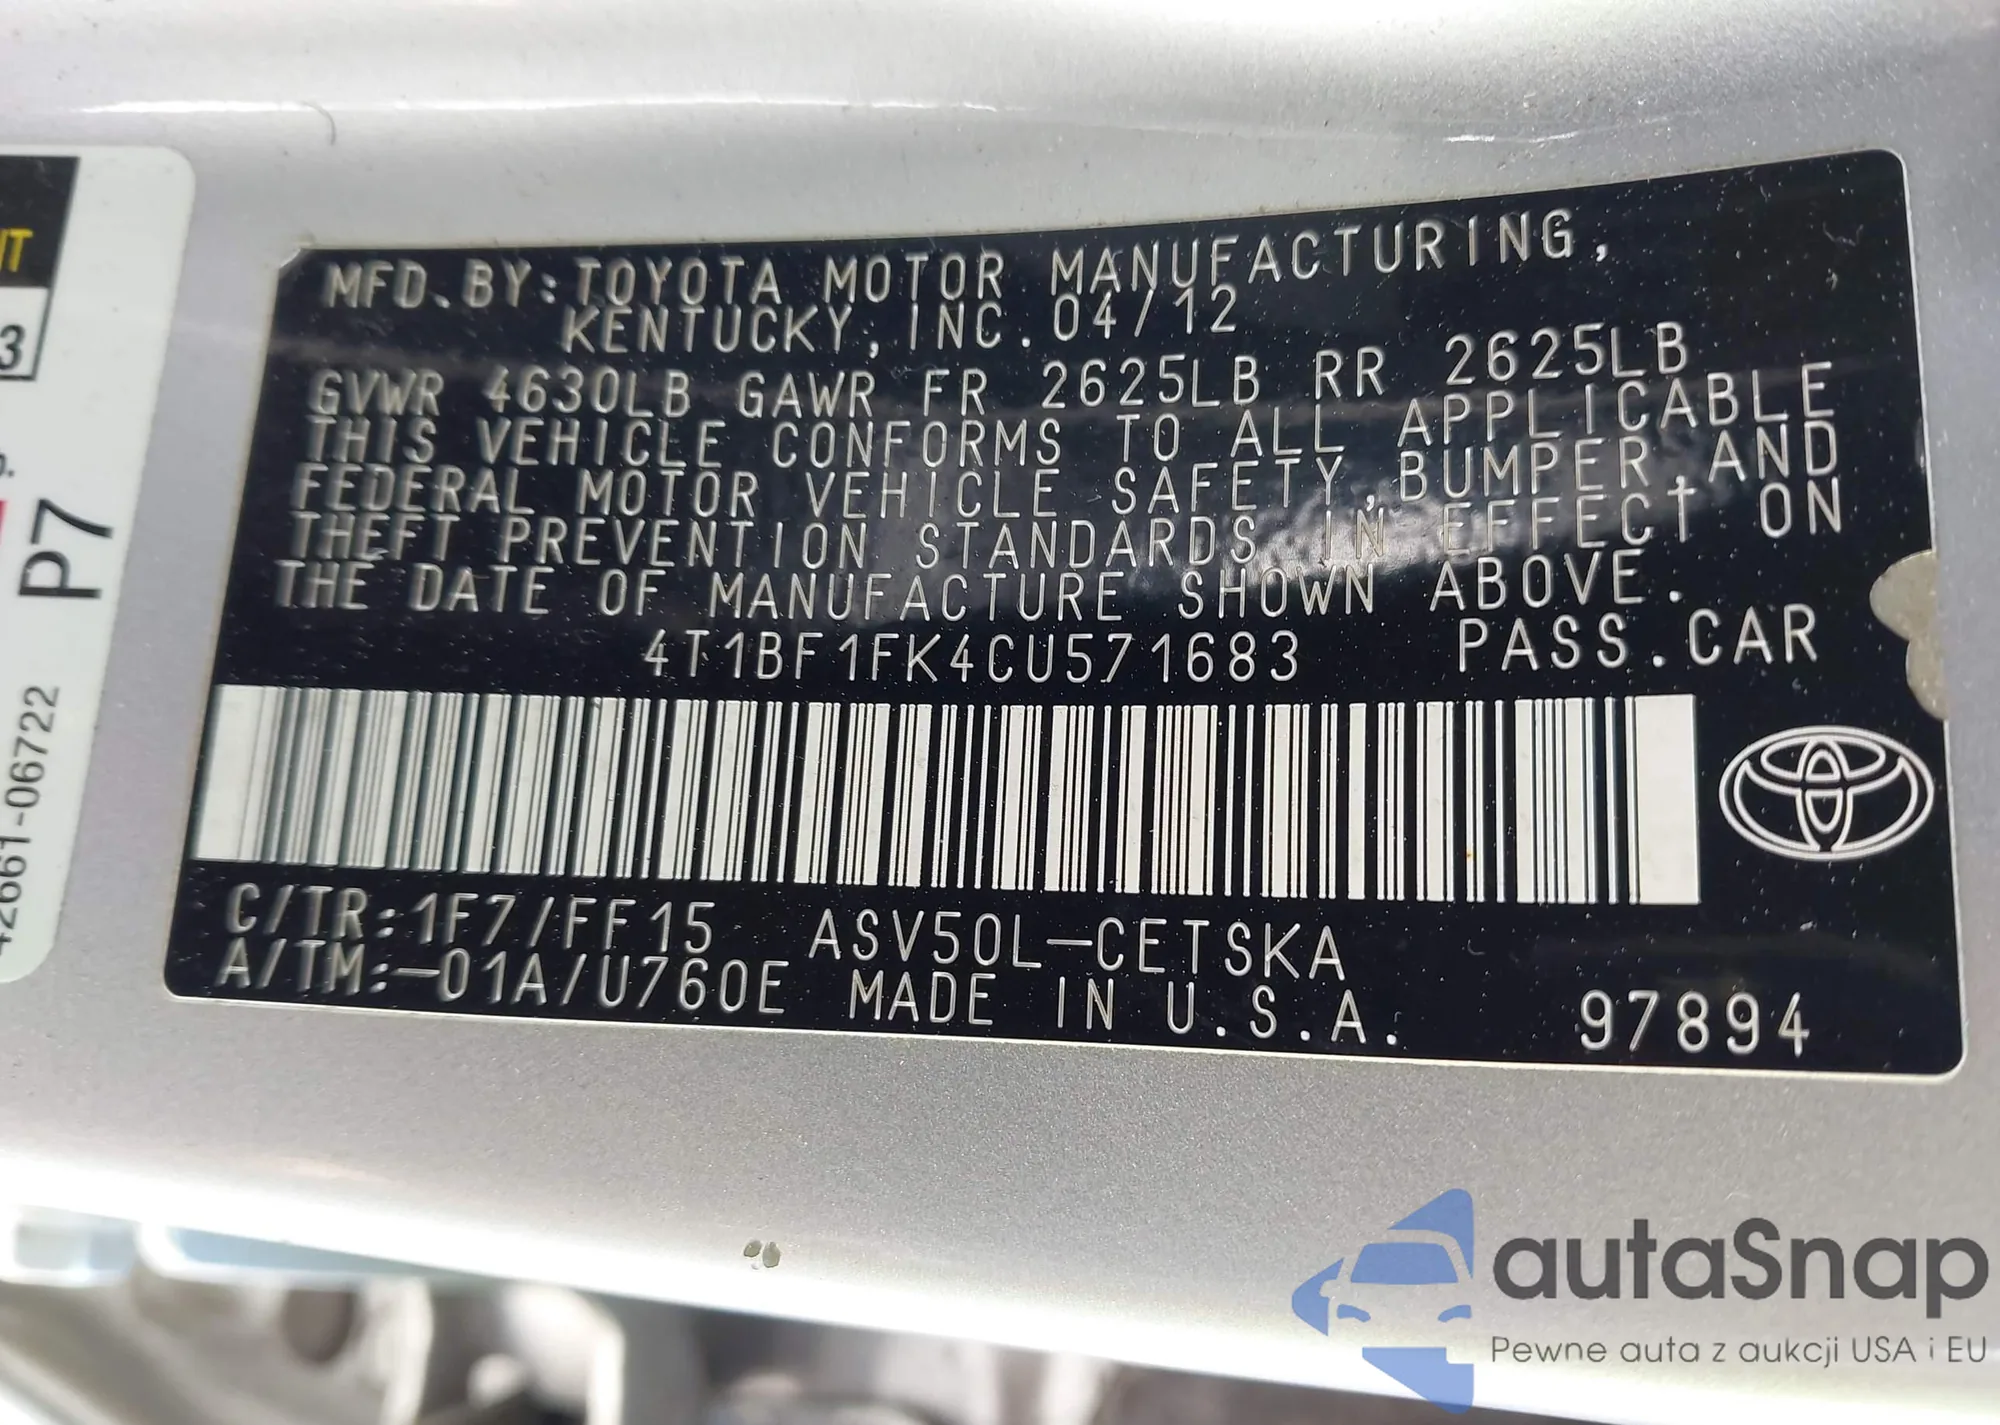 MFD. BY: TOYOTA MOTOR MANUFACTURING,
KENTUCKY, INC. 04/12
GVWR 4630LB GAWR FR 2625LB RR 2625LB
THIS VEHICLE CONFORMS TO ALL APPLICABLE
FEDERAL MOTOR VEHICLE SAFETY, BUMPER, AND
THEFT PREVENTION STANDARDS IN EFFECT ON
THE DATE OF MANUFACTURE SHOWN ABOVE.
4T1BF1FK4CU571683 PASS. CAR
C/TR: 1F7/FF15 ASV50L-CETSKA
A/TM: -01A/U760E MADE IN U.S.A. 97894
3
P7
42661-06722
autaSnap
Pewne auta z aukcji USA i EU